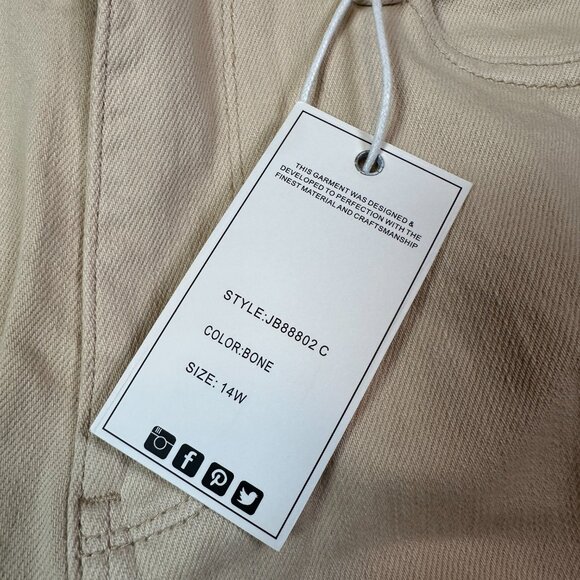 THIS GARMENT WAS DESIGNED &
DEVELOPED TO PERFECTION WITH THE
FINEST MATERIAL AND CRAFTSMANSHIP
STYLE:JB88802 C
COLOR:BONE
SIZE: 14W